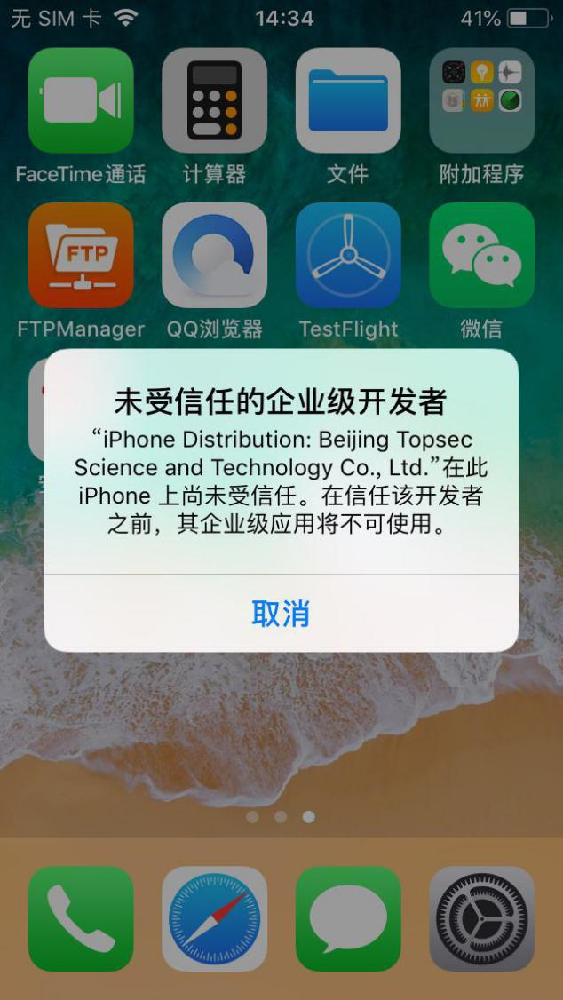 无 SIM 卡
14:34
41%
FaceTime通话
计算器
文件
附加程序
FTP
FTPManager
QQ浏览器
TestFlight
微信
未受信任的企业级开发者
“iPhone Distribution: Beijing Topsec
Science and Technology Co., Ltd.”在此
iPhone 上尚未受信任。在信任该开发者
之前，其企业级应用将不可使用。
取消